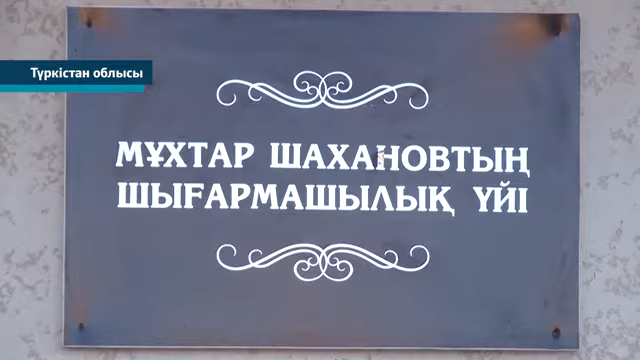 Түркістан облысы
МҰХТАР ШАХАНОВТЫҢ
ШЫҒАРМАШЫЛЫҚ ҮЙІ